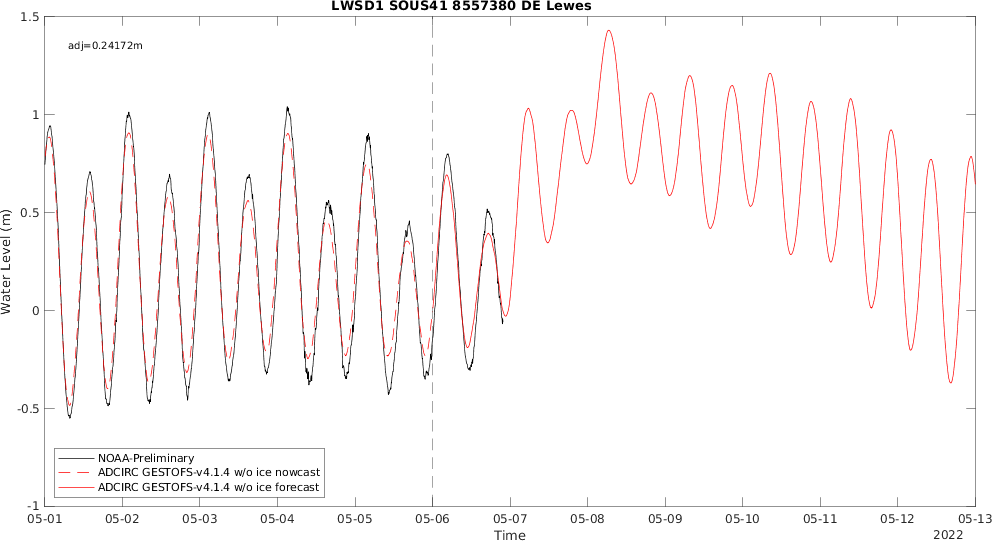 LWSD1 SOUS41 8557380 DE Lewes
adj=0.24172m
1.5
1
0.5
0
-0.5
-1
Water Level (m)
NOAA-Preliminary
ADCIRC GESTOFS-v4.1.4 w/o ice nowcast
ADCIRC GESTOFS-v4.1.4 w/o ice forecast
05-01 05-02 05-03 05-04 05-05 05-06 05-07 05-08 05-09 05-10 05-11 05-12 05-13
Time
2022